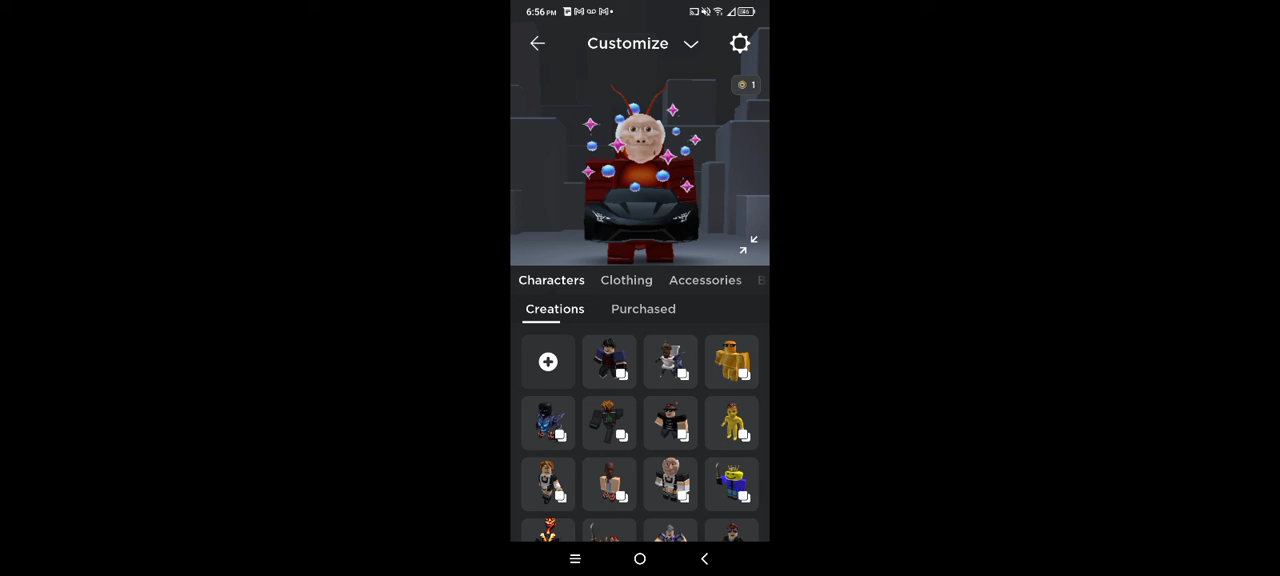 6:56 PM
Customize
1
Characters Clothing Accessories B
Creations Purchased